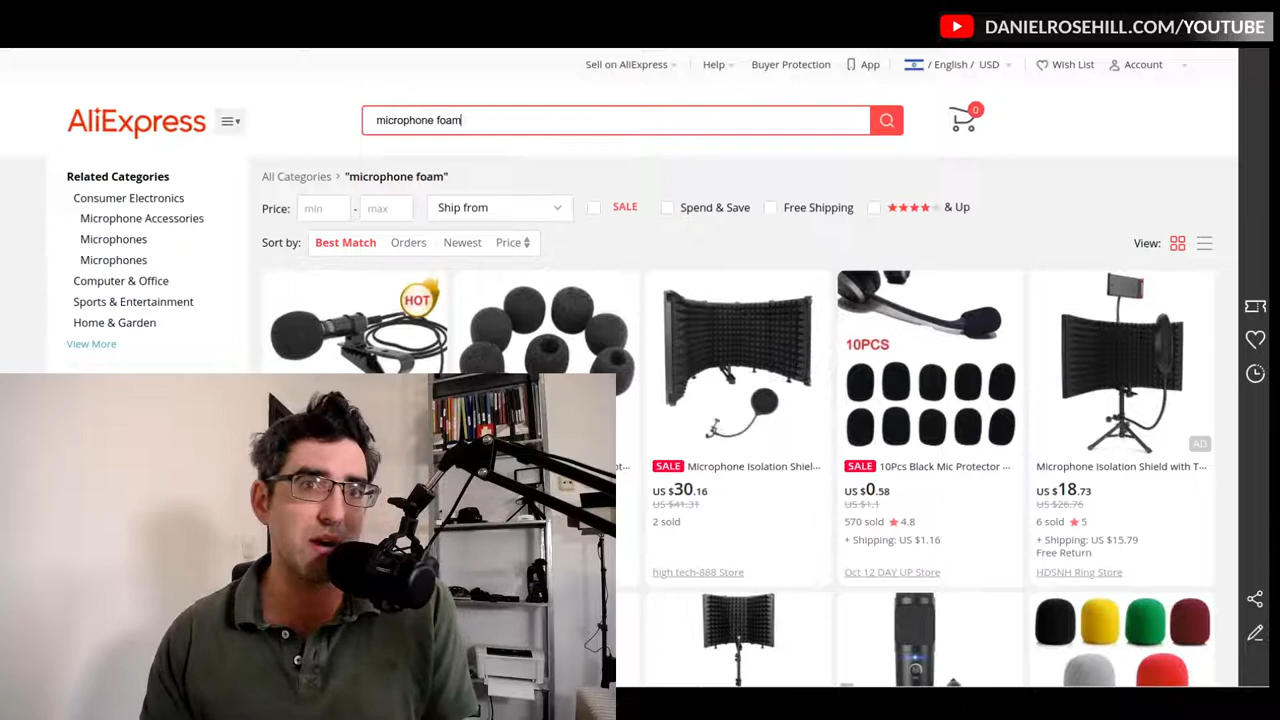 DANIELROSEHILL.COM/YOUTUBE
Sell on AliExpress
Help
Buyer Protection
App
/ English / USD
Wish List
Account
AliExpress
microphone foam
0
Related Categories
Consumer Electronics
Microphone Accessories
Microphones
Microphones
Computer & Office
Sports & Entertainment
Home & Garden
View More
All Categories > "microphone foam"
Price: min - max
Ship from
SALE
Spend & Save
Free Shipping
& Up
Sort by: Best Match Orders Newest Price
View:
HOT
10PCS
AD
SALE Microphone Isolation Shiel...
US $30.16
US $41.31
2 sold
high tech-888 Store
SALE 10Pcs Black Mic Protector ...
US $0.58
US $1.1
570 sold ★ 4.8
+ Shipping: US $1.16
Oct 12 DAY UP Store
Microphone Isolation Shield with T...
US $18.73
US $26.76
6 sold ★ 5
+ Shipping: US $15.79
Free Return
HDSNH Ring Store